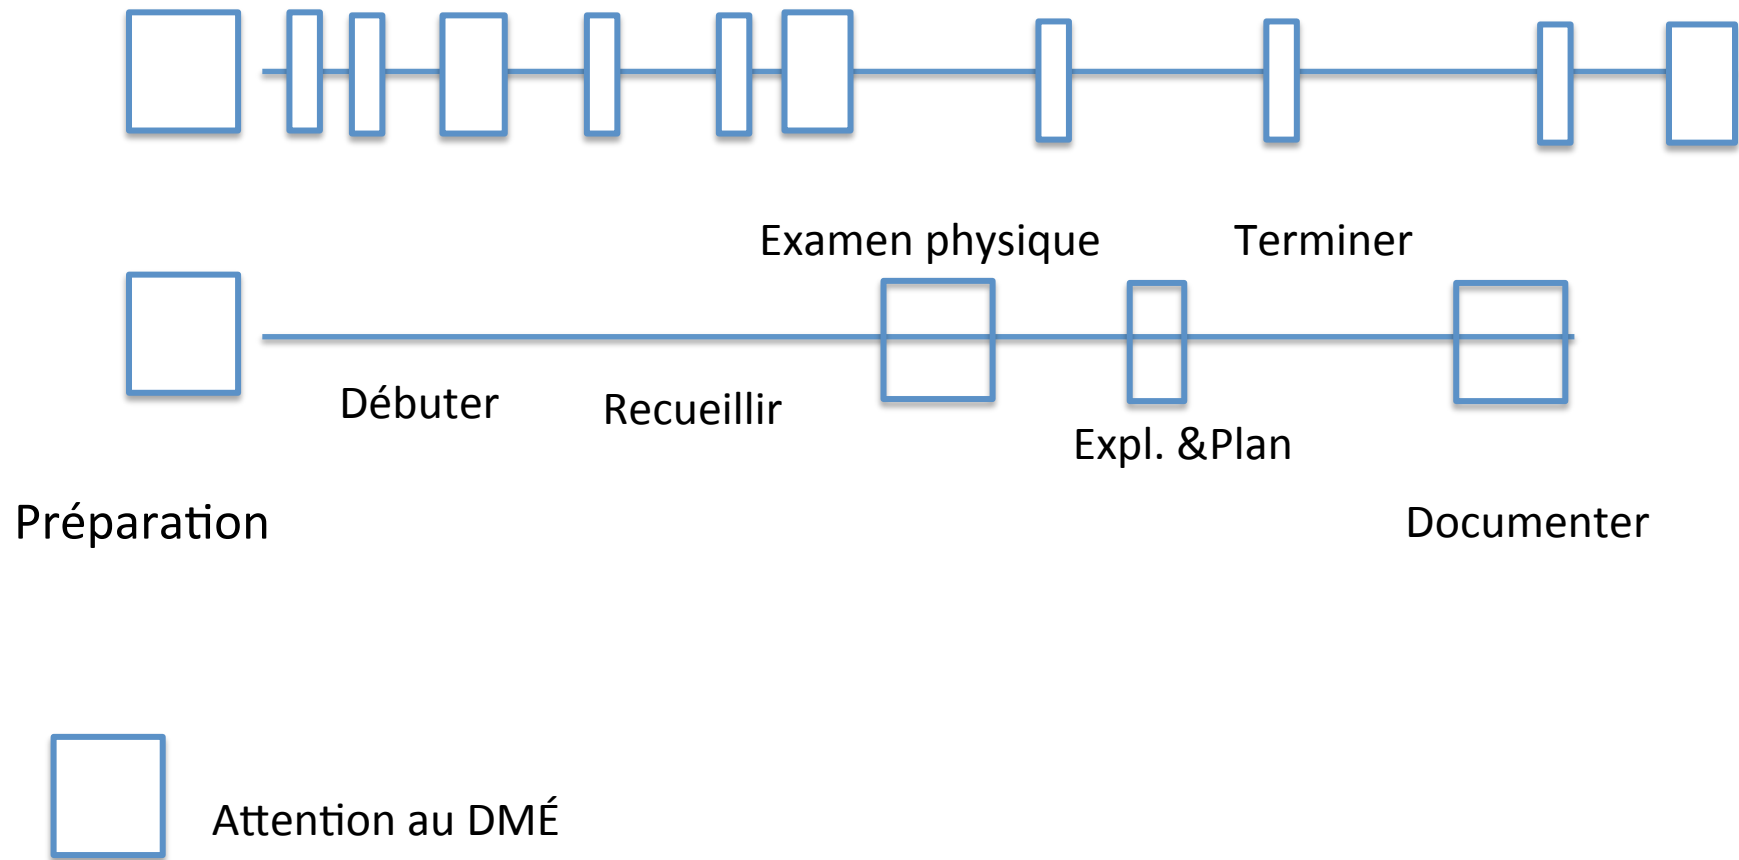 Examen physique
Terminer
Débuter
Recueillir
Expl. &Plan
Préparation
Documenter
Attention au DMÉ